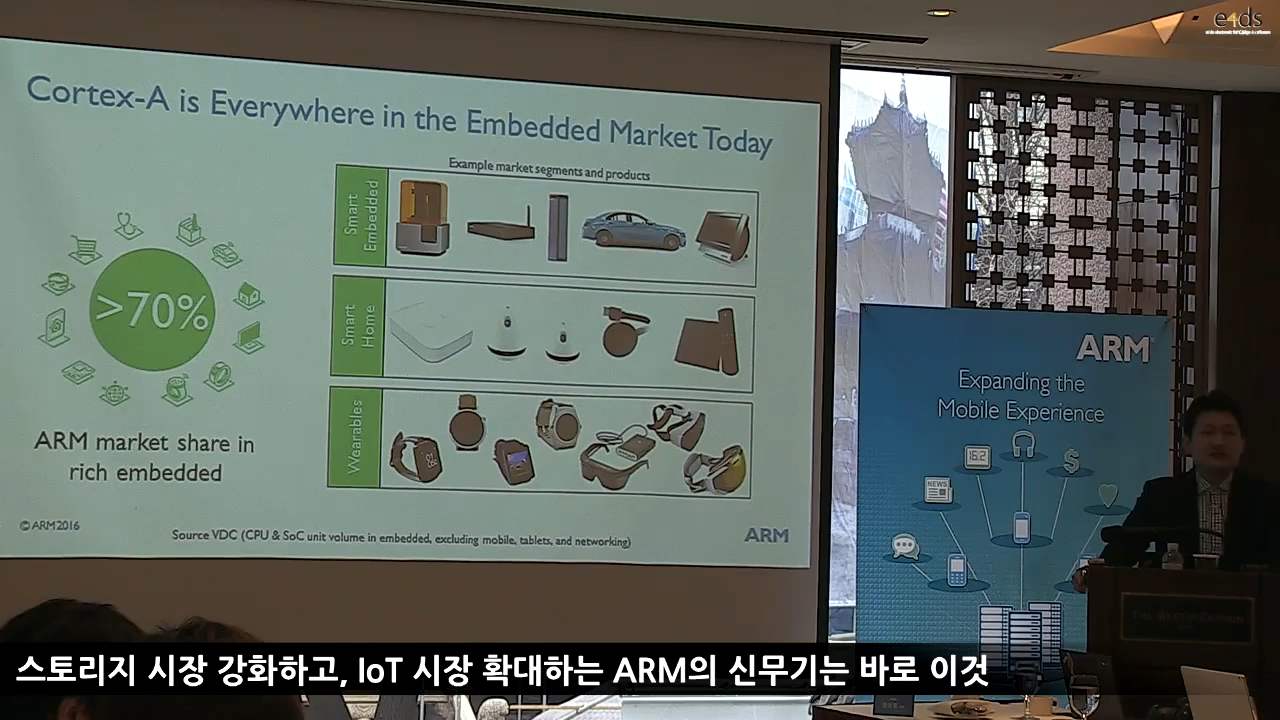 e4ds
Cortex-A is Everywhere in the Embedded Market Today
Example market segments and products
Smart
Embedded
Smart
Home
Wearables
>70%
ARM market share in
rich embedded
© ARM 2016
Source VDC (CPU & SoC unit volume in embedded, excluding mobile, tablets, and networking)
ARM
ARM
Expanding the
Mobile Experience
16:2
$
NEWS
스토리지 시장 강화하고, IoT 시장 확대하는 ARM의 신무기는 바로 이것